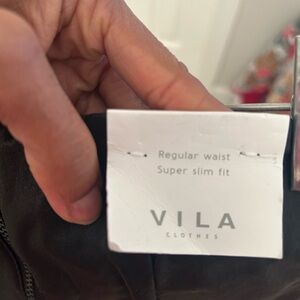 Regular waist
Super slim fit
VILA
CLOTHES